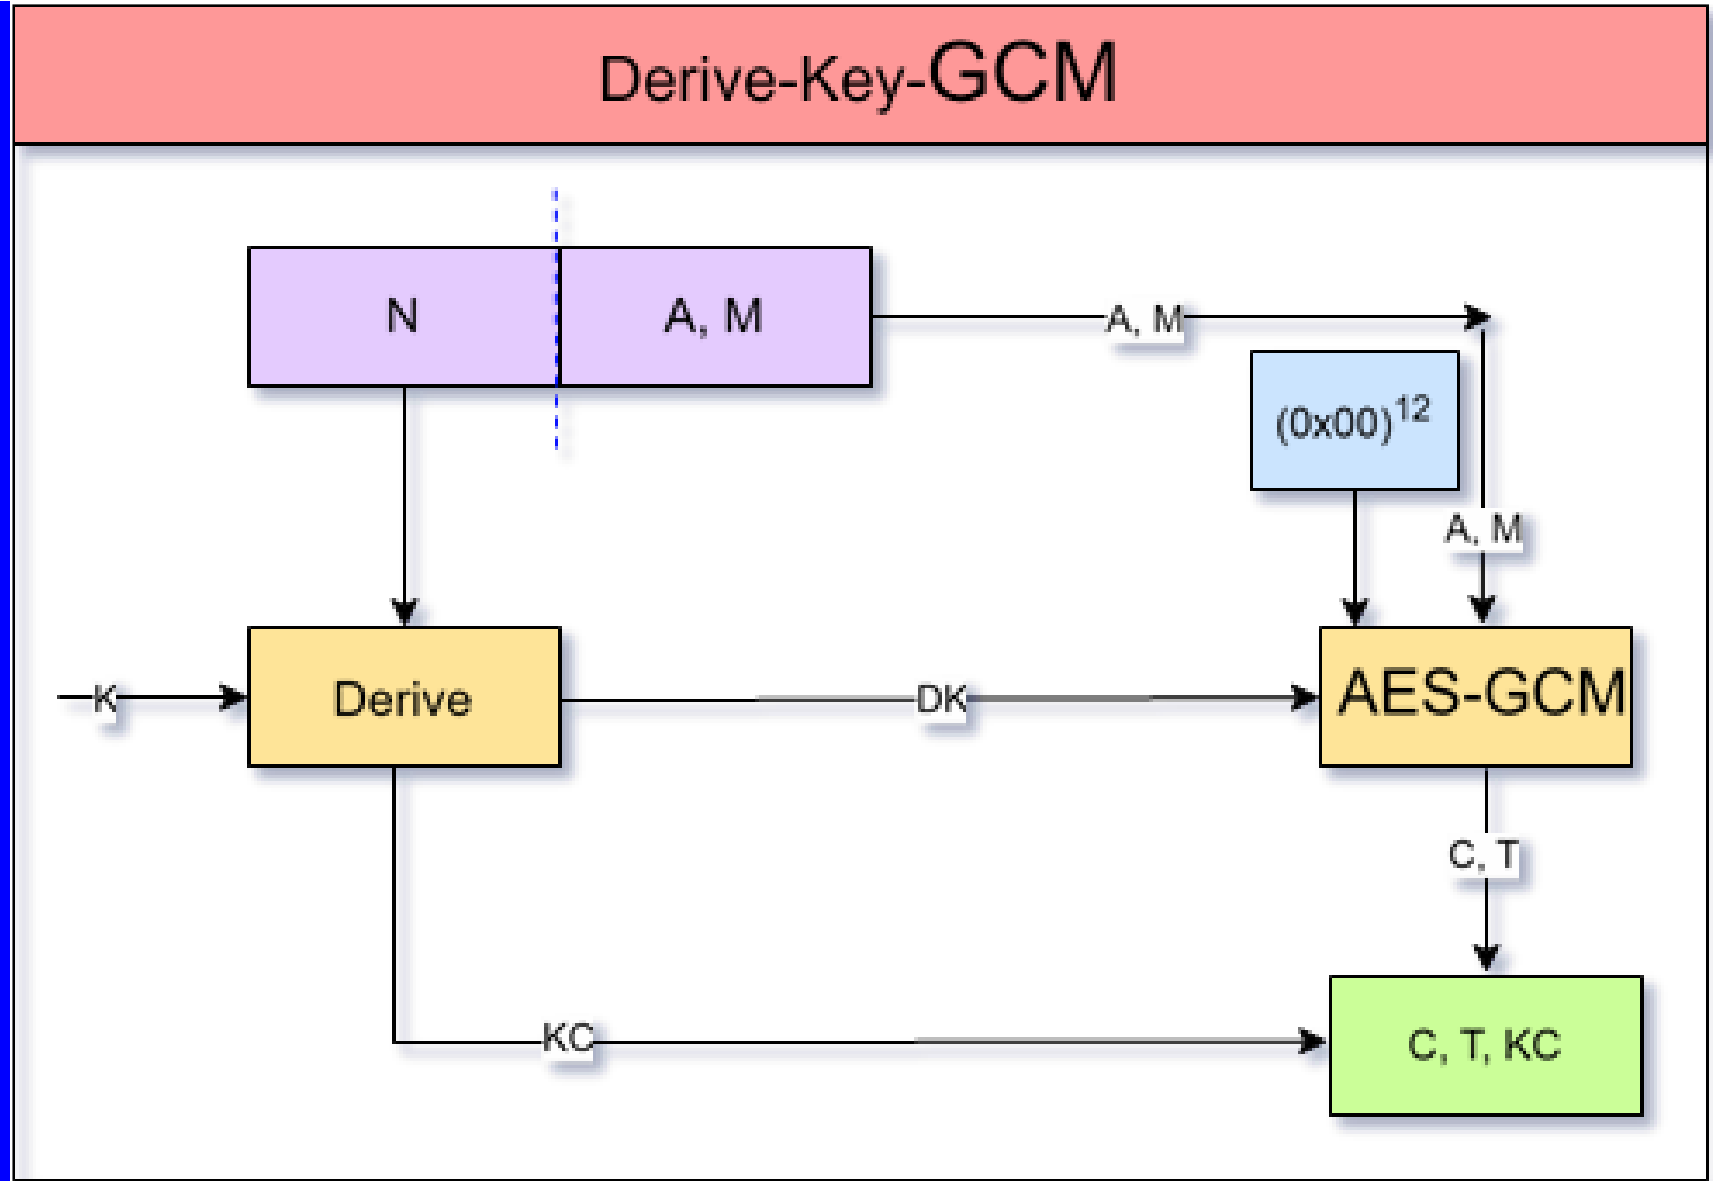 Derive-Key-GCM
N
A, M
A, M
(0x00)¹²
A, M
K
Derive
DK
AES-GCM
C, T
KC
C, T, KC